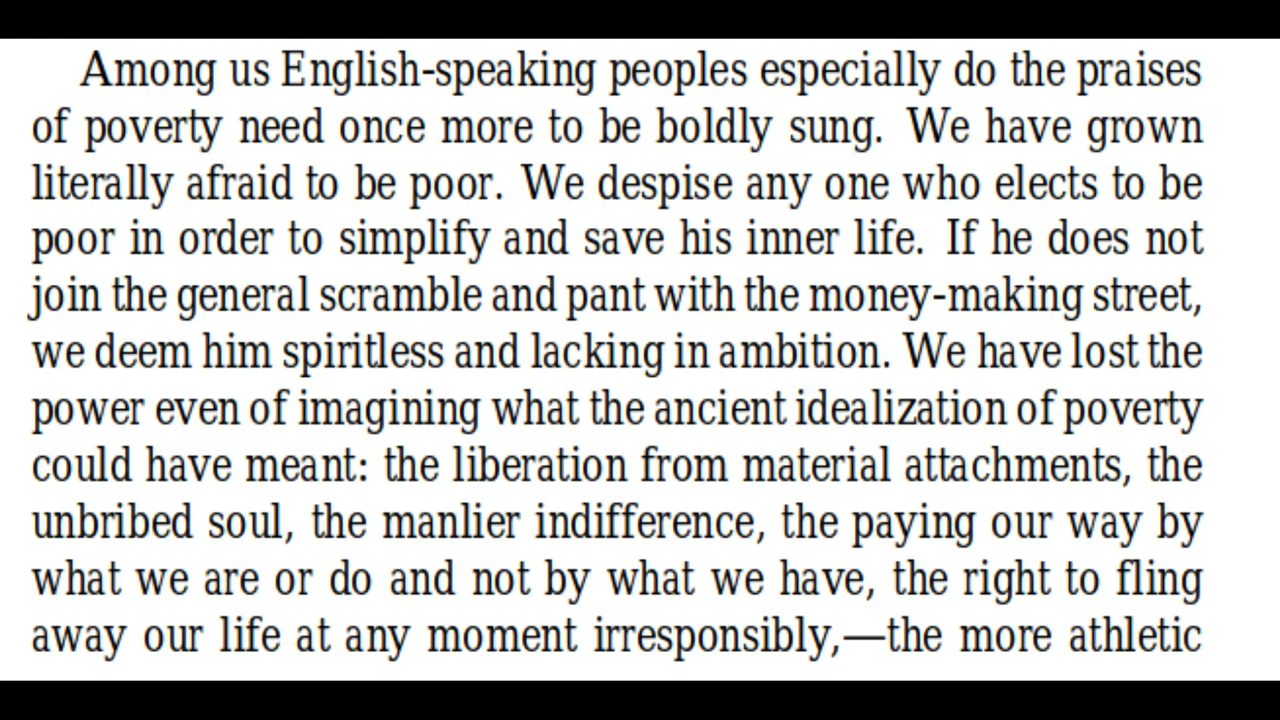 Among us English-speaking peoples especially do the praises
of poverty need once more to be boldly sung. We have grown
literally afraid to be poor. We despise any one who elects to be
poor in order to simplify and save his inner life. If he does not
join the general scramble and pant with the money-making street,
we deem him spiritless and lacking in ambition. We have lost the
power even of imagining what the ancient idealization of poverty
could have meant: the liberation from material attachments, the
unbribed soul, the manlier indifference, the paying our way by
what we are or do and not by what we have, the right to fling
away our life at any moment irresponsibly,—the more athletic